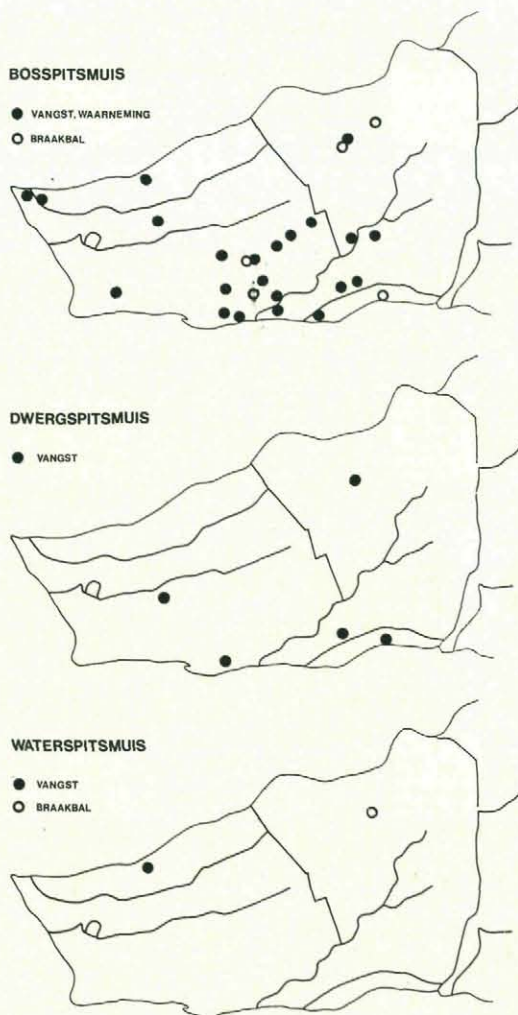 BOSSPITSMUIS
VANGST, WAARNEMING
BRAAKBAL
DWERGSPITSMUIS
VANGST
WATERSPITSMUIS
VANGST
BRAAKBAL